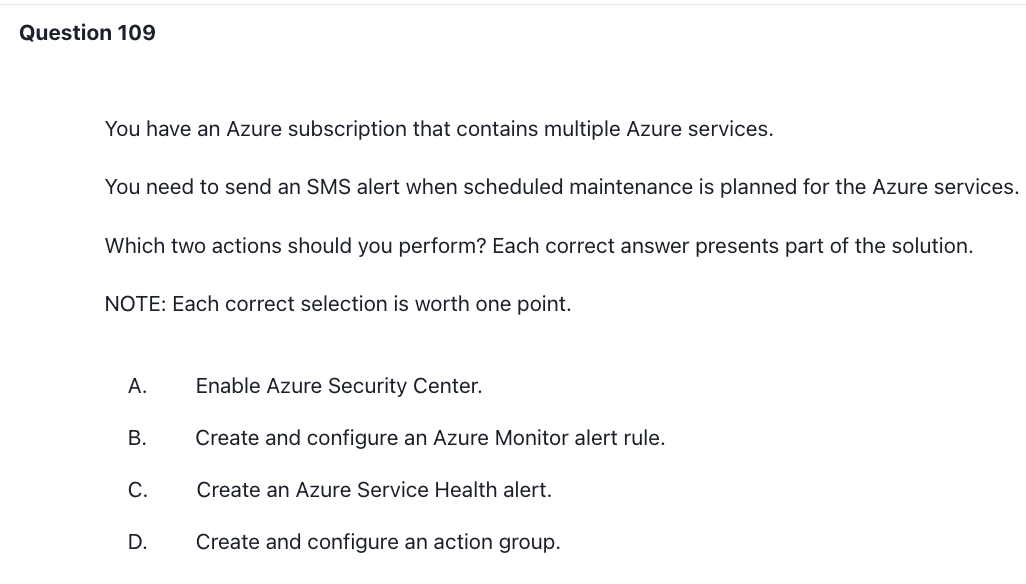 Question 109
You have an Azure subscription that contains multiple Azure services.
You need to send an SMS alert when scheduled maintenance is planned for the Azure services.
Which two actions should you perform? Each correct answer presents part of the solution.
NOTE: Each correct selection is worth one point.
A. Enable Azure Security Center.
B. Create and configure an Azure Monitor alert rule.
C. Create an Azure Service Health alert.
D. Create and configure an action group.